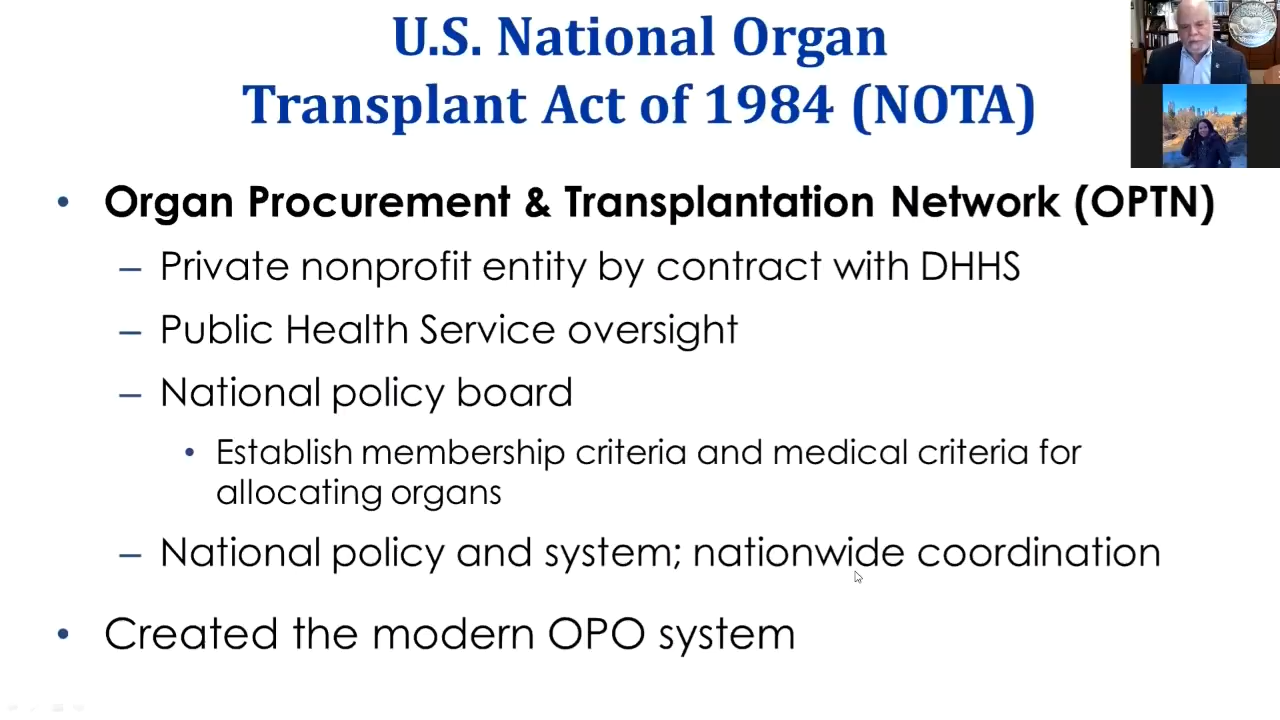 U.S. National Organ
Transplant Act of 1984 (NOTA)
• Organ Procurement & Transplantation Network (OPTN)
– Private nonprofit entity by contract with DHHS
– Public Health Service oversight
– National policy board
• Establish membership criteria and medical criteria for
allocating organs
– National policy and system; nationwide coordination
• Created the modern OPO system